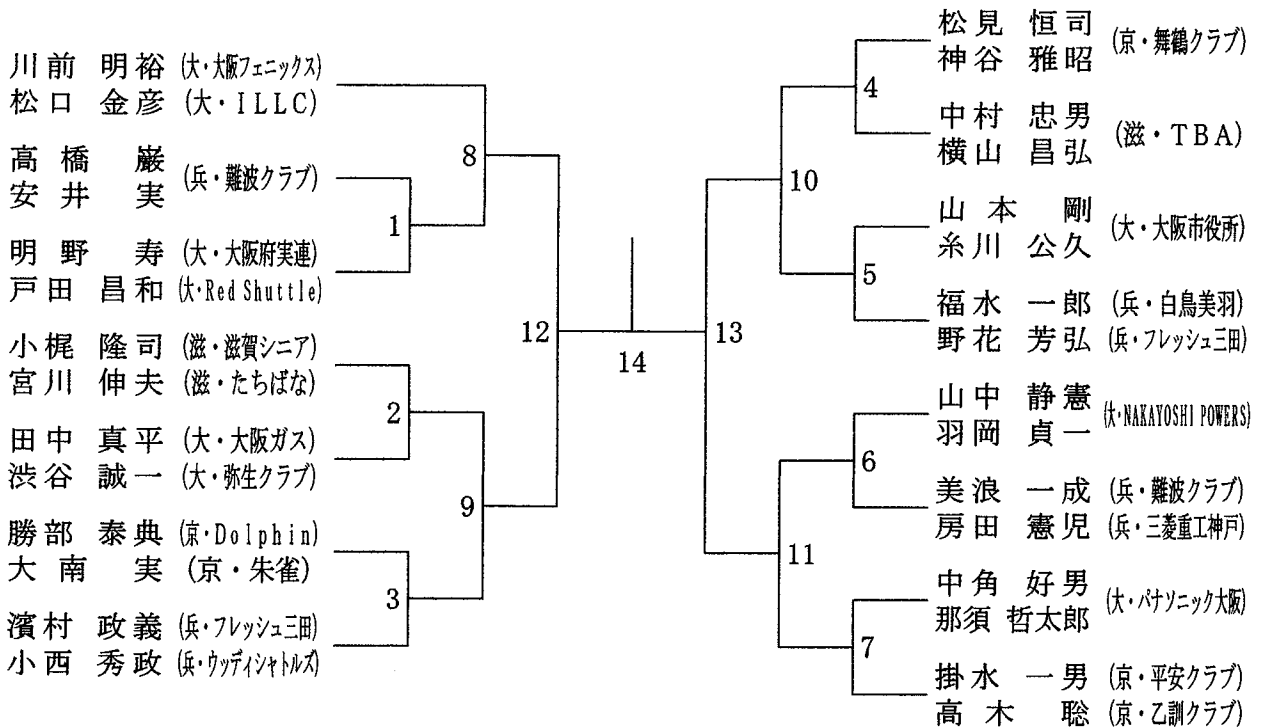 川前 明裕 (大・大阪フェニックス)
松口 金彦 (大・ILLC)
高橋 巌 (兵・難波クラブ)
安井 実
明野 寿 (大・大阪府実連)
戸田 昌和 (大・Red Shuttle)
小梶 隆司 (滋・滋賀シニア)
宮川 伸夫 (滋・たちばな)
田中 真平 (大・大阪ガス)
渋谷 誠一 (大・弥生クラブ)
勝部 泰典 (京・Dolphin)
大南 実 (京・朱雀)
濱村 政義 (兵・フレッシュ三田)
小西 秀政 (兵・ウッディシャトルズ)
1
2
3
8
9
12
14
13
10
11
4
5
6
7
松見 恒司 (京・舞鶴クラブ)
神谷 雅昭
中村 忠男 (滋・TBA)
横山 昌弘
山本 剛 (大・大阪市役所)
糸川 公久
福水 一郎 (兵・白鳥美羽)
野花 芳弘 (兵・フレッシュ三田)
山中 静憲 (大・NAKAYOSHI POWERS)
羽岡 貞一
美浪 一成 (兵・難波クラブ)
房田 憲児 (兵・三菱重工神戸)
中角 好男 (大・パナソニック大阪)
那須 哲太郎
掛水 一男 (京・平安クラブ)
高木 聡 (京・乙訓クラブ)